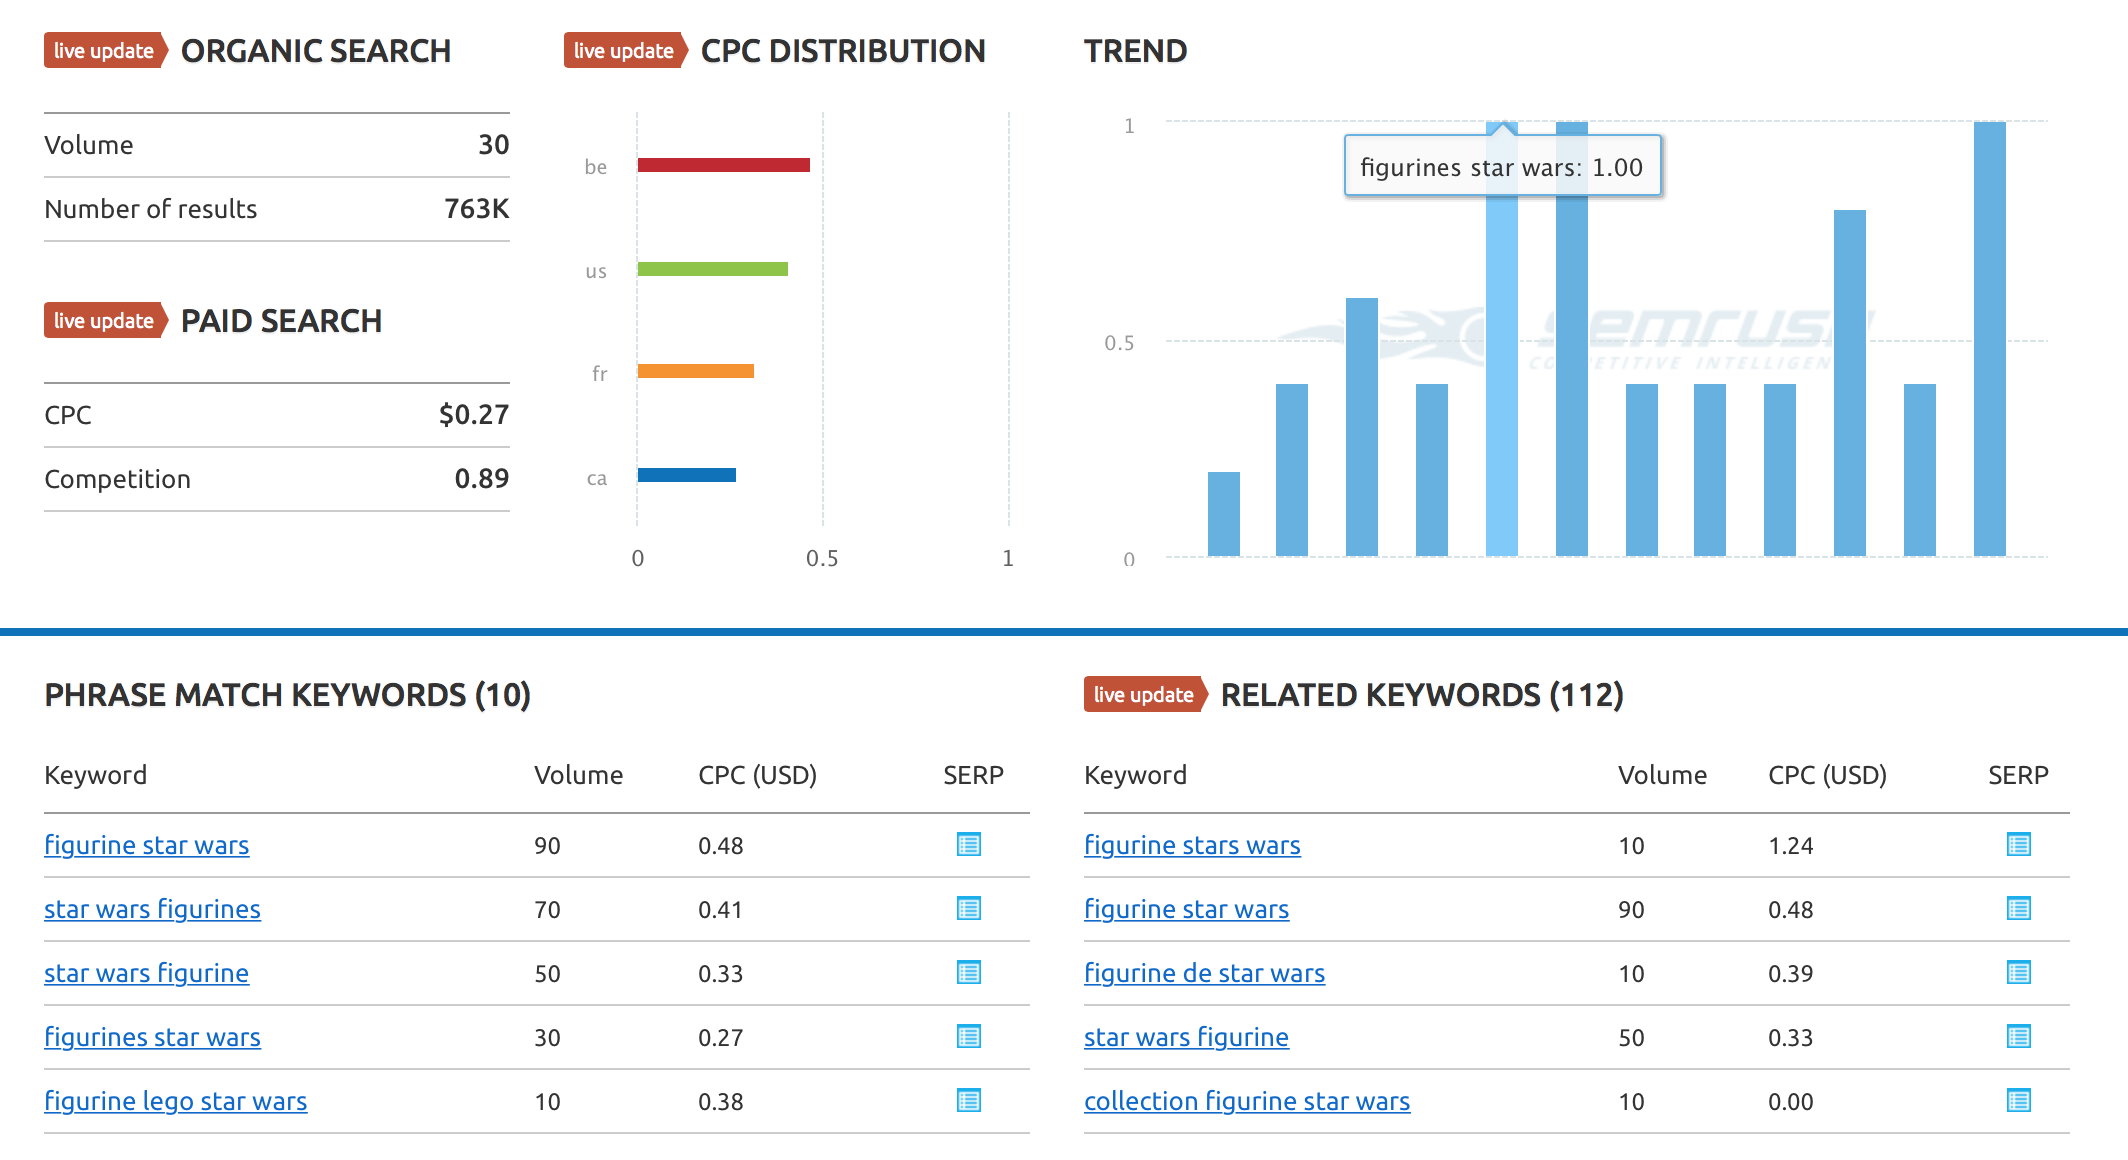 live update ORGANIC SEARCH
Volume 30
Number of results 763K
live update PAID SEARCH
CPC $0.27
Competition 0.89
live update CPC DISTRIBUTION
be
us
fr
ca
0 0.5 1
TREND
1
figurines star wars: 1.00
0.5
0
semrush
COMPETITIVE INTELLIGEN
PHRASE MATCH KEYWORDS (10)
Keyword Volume CPC (USD) SERP
figurine star wars 90 0.48
star wars figurines 70 0.41
star wars figurine 50 0.33
figurines star wars 30 0.27
figurine lego star wars 10 0.38
live update RELATED KEYWORDS (112)
Keyword Volume CPC (USD) SERP
figurine stars wars 10 1.24
figurine star wars 90 0.48
figurine de star wars 10 0.39
star wars figurine 50 0.33
collection figurine star wars 10 0.00